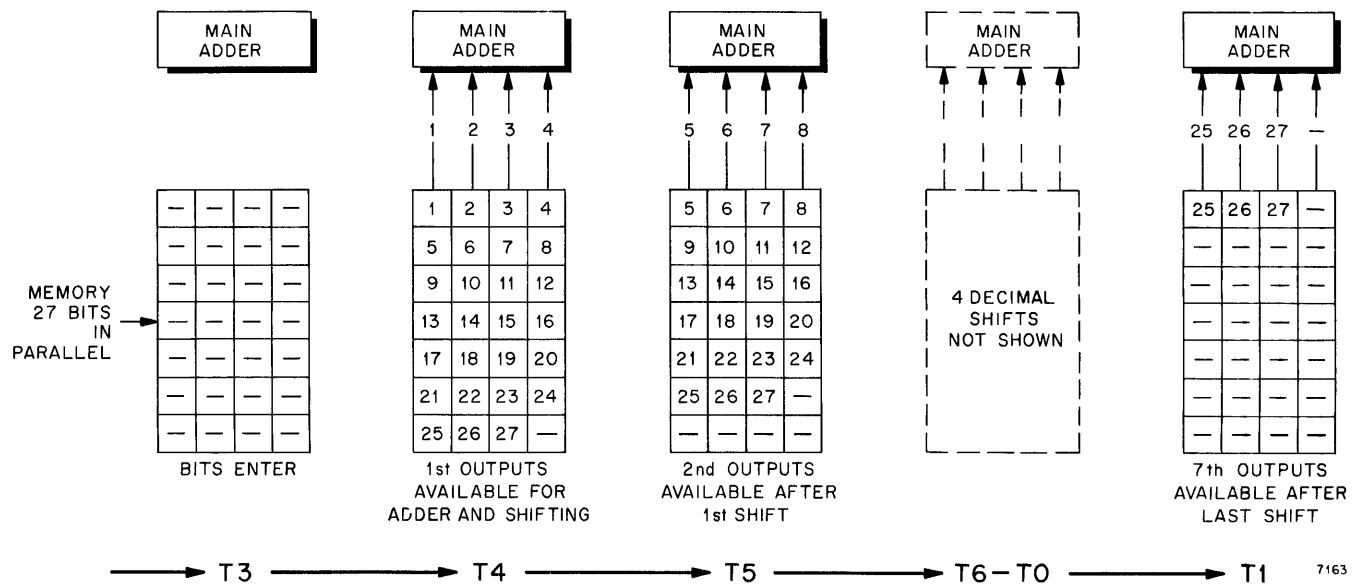 MAIN
ADDER
MAIN
ADDER
MAIN
ADDER
MAIN
ADDER
MAIN
ADDER
1 2 3 4
5 6 7 8
25 26 27 —
MEMORY
27 BITS
IN
PARALLEL
— — — —
— — — —
— — — —
— — — —
— — — —
— — — —
— — — —
BITS ENTER
1 2 3 4
5 6 7 8
9 10 11 12
13 14 15 16
17 18 19 20
21 22 23 24
25 26 27 —
1st OUTPUTS
AVAILABLE FOR
ADDER AND SHIFTING
5 6 7 8
9 10 11 12
13 14 15 16
17 18 19 20
21 22 23 24
25 26 27 —
— — — —
2nd OUTPUTS
AVAILABLE AFTER
1st SHIFT
4 DECIMAL
SHIFTS
NOT SHOWN
25 26 27 —
— — — —
— — — —
— — — —
— — — —
— — — —
— — — —
7th OUTPUTS
AVAILABLE AFTER
LAST SHIFT
T3 T4 T5 T6-T0 T1
7163